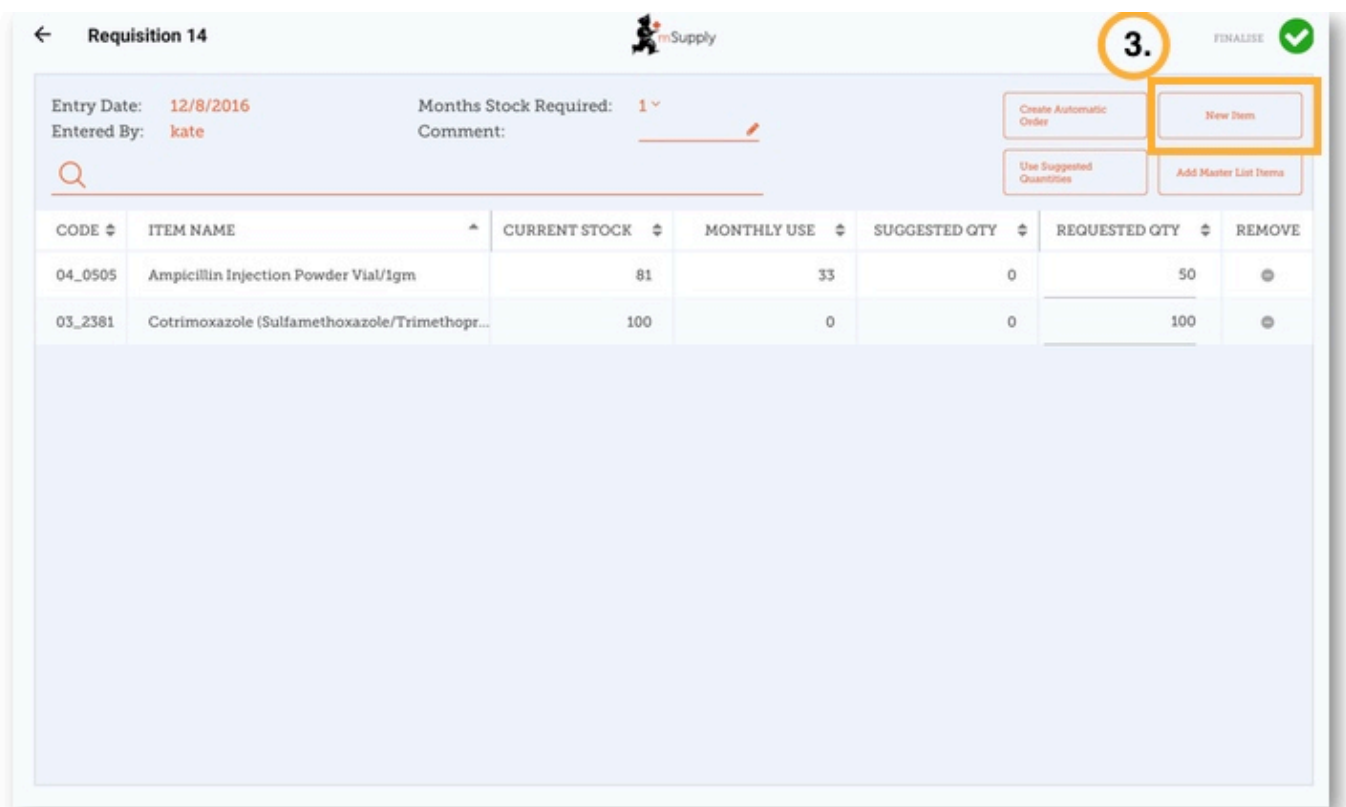 Requisition 14
mSupply
3.
FINALISE
Entry Date: 12/8/2016
Months Stock Required: 1
Create Automatic Order
New Item
Entered By: kate
Comment:
Use Suggested Quantities
Add Master List Items
CODE ITEM NAME CURRENT STOCK MONTHLY USE SUGGESTED QTY REQUESTED QTY REMOVE
04_0505 Ampicillin Injection Powder Vial/1gm 81 33 0 50
03_2381 Cotrimoxazole (Sulfamethoxazole/Trimethopr... 100 0 0 100